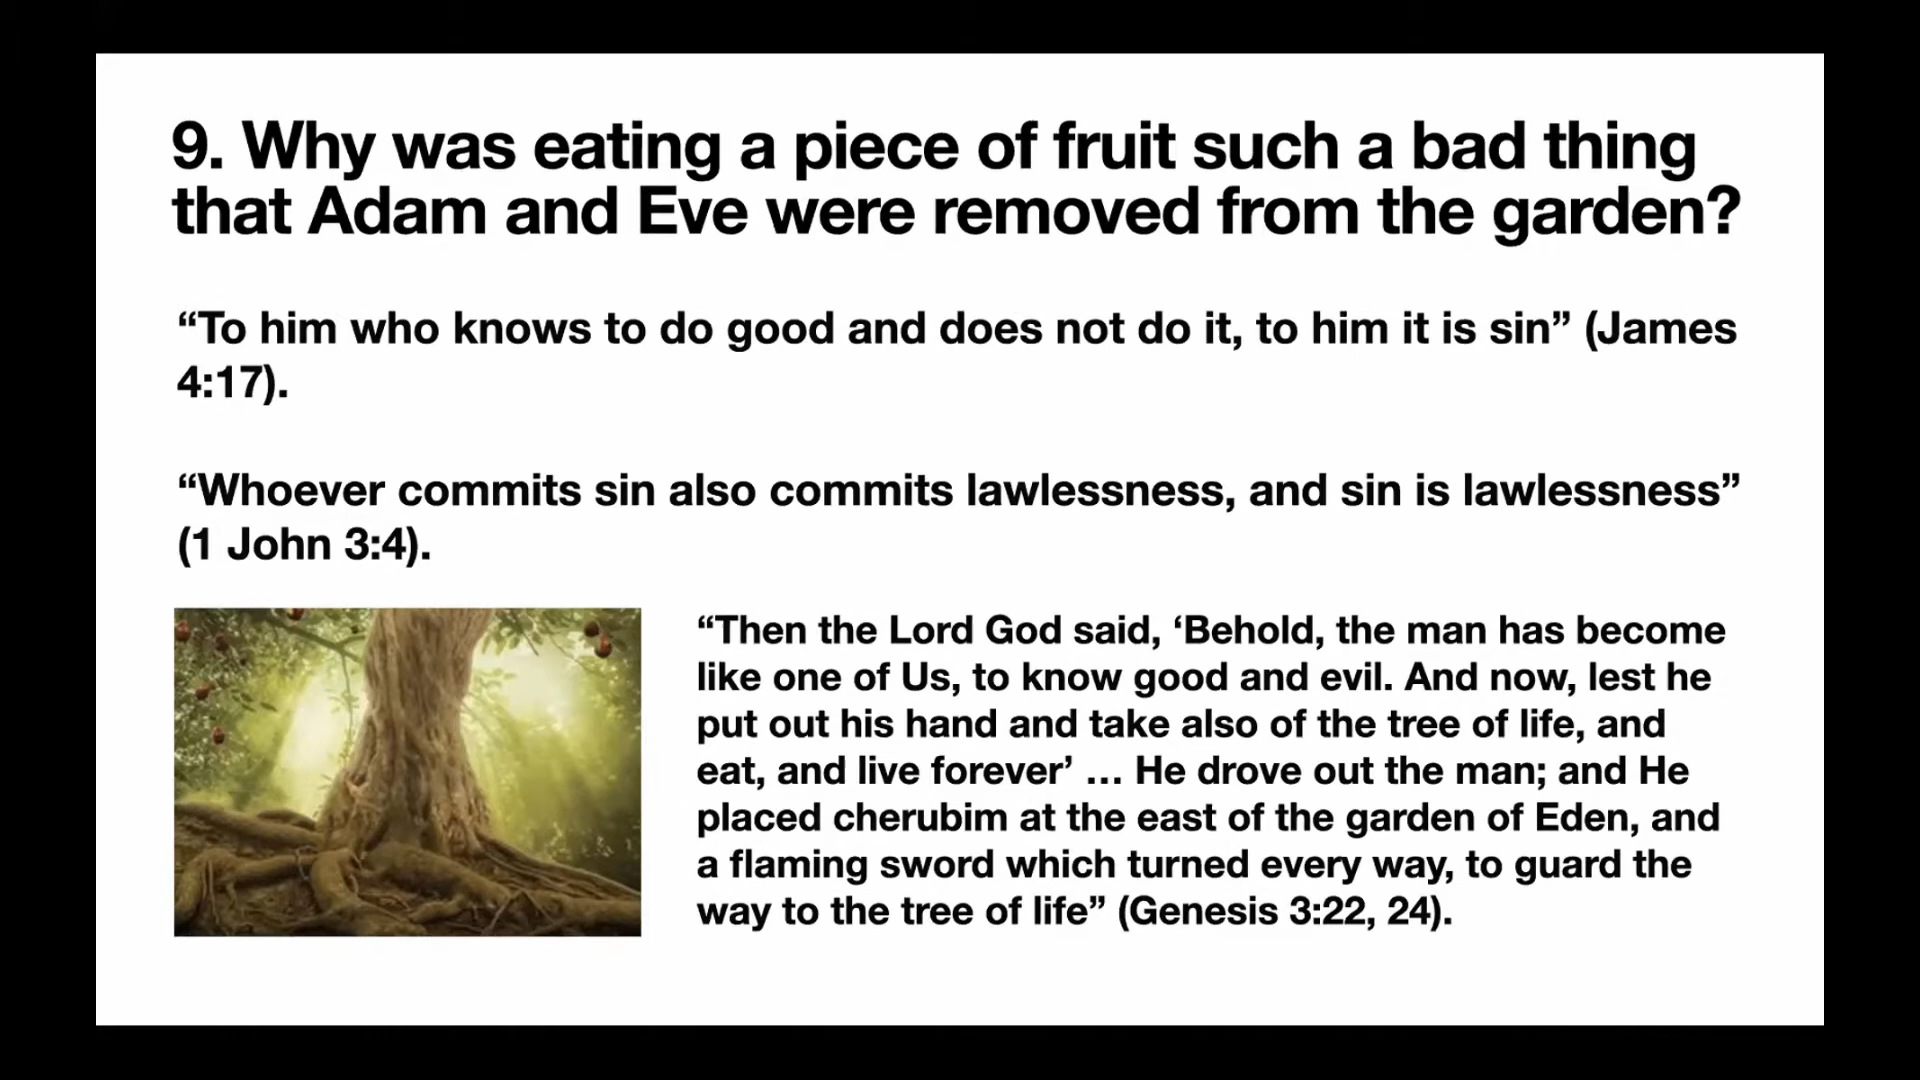 9. Why was eating a piece of fruit such a bad thing
that Adam and Eve were removed from the garden?
“To him who knows to do good and does not do it, to him it is sin” (James
4:17).
“Whoever commits sin also commits lawlessness, and sin is lawlessness”
(1 John 3:4).
“Then the Lord God said, ‘Behold, the man has become
like one of Us, to know good and evil. And now, lest he
put out his hand and take also of the tree of life, and
eat, and live forever’ … He drove out the man; and He
placed cherubim at the east of the garden of Eden, and
a flaming sword which turned every way, to guard the
way to the tree of life” (Genesis 3:22, 24).